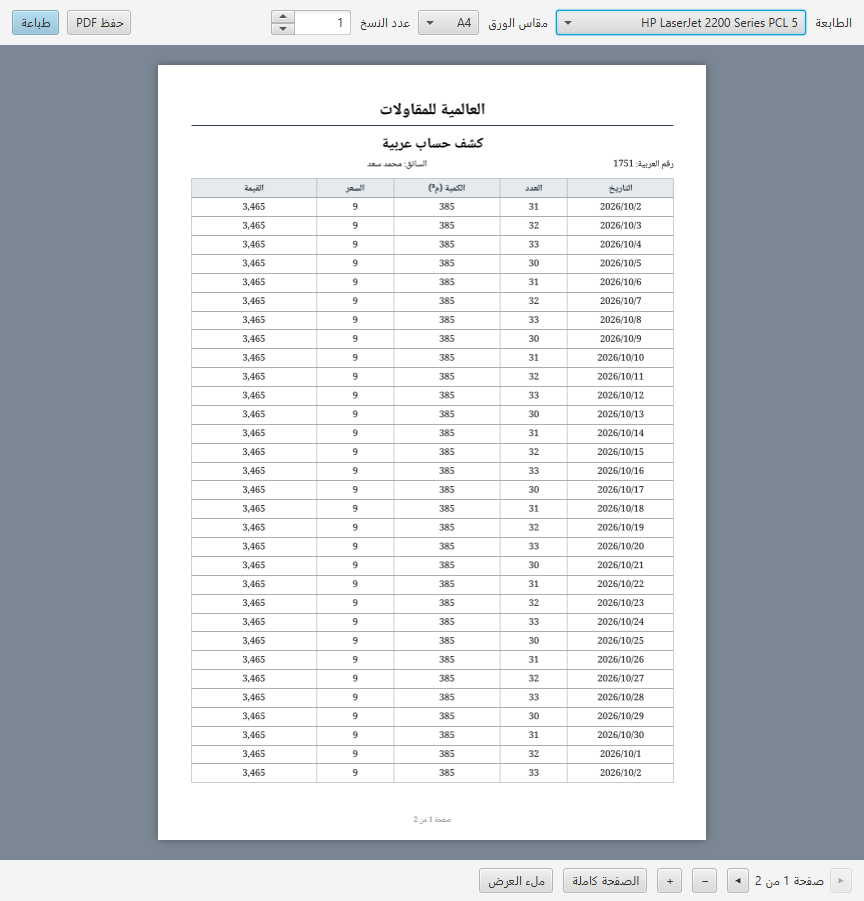 الطابعة HP LaserJet 2200 Series PCL 5 مقاس الورق A4 عدد النسخ 1 حفظ PDF طباعة
العالمية للمقاولات
كشف حساب عربية
رقم العربية: 1751 السائق: محمد سعد
التاريخ العدد الكمية (م³) السعر القيمة
2026/10/2 31 385 9 3,465
2026/10/3 32 385 9 3,465
2026/10/4 33 385 9 3,465
2026/10/5 30 385 9 3,465
2026/10/6 31 385 9 3,465
2026/10/7 32 385 9 3,465
2026/10/8 33 385 9 3,465
2026/10/9 30 385 9 3,465
2026/10/10 31 385 9 3,465
2026/10/11 32 385 9 3,465
2026/10/12 33 385 9 3,465
2026/10/13 30 385 9 3,465
2026/10/14 31 385 9 3,465
2026/10/15 32 385 9 3,465
2026/10/16 33 385 9 3,465
2026/10/17 30 385 9 3,465
2026/10/18 31 385 9 3,465
2026/10/19 32 385 9 3,465
2026/10/20 33 385 9 3,465
2026/10/21 30 385 9 3,465
2026/10/22 31 385 9 3,465
2026/10/23 32 385 9 3,465
2026/10/24 33 385 9 3,465
2026/10/25 30 385 9 3,465
2026/10/26 31 385 9 3,465
2026/10/27 32 385 9 3,465
2026/10/28 33 385 9 3,465
2026/10/29 30 385 9 3,465
2026/10/30 31 385 9 3,465
2026/10/1 32 385 9 3,465
2026/10/2 33 385 9 3,465
صفحة 1 من 2
صفحة 1 من 2 − + الصفحة كاملة ملء العرض